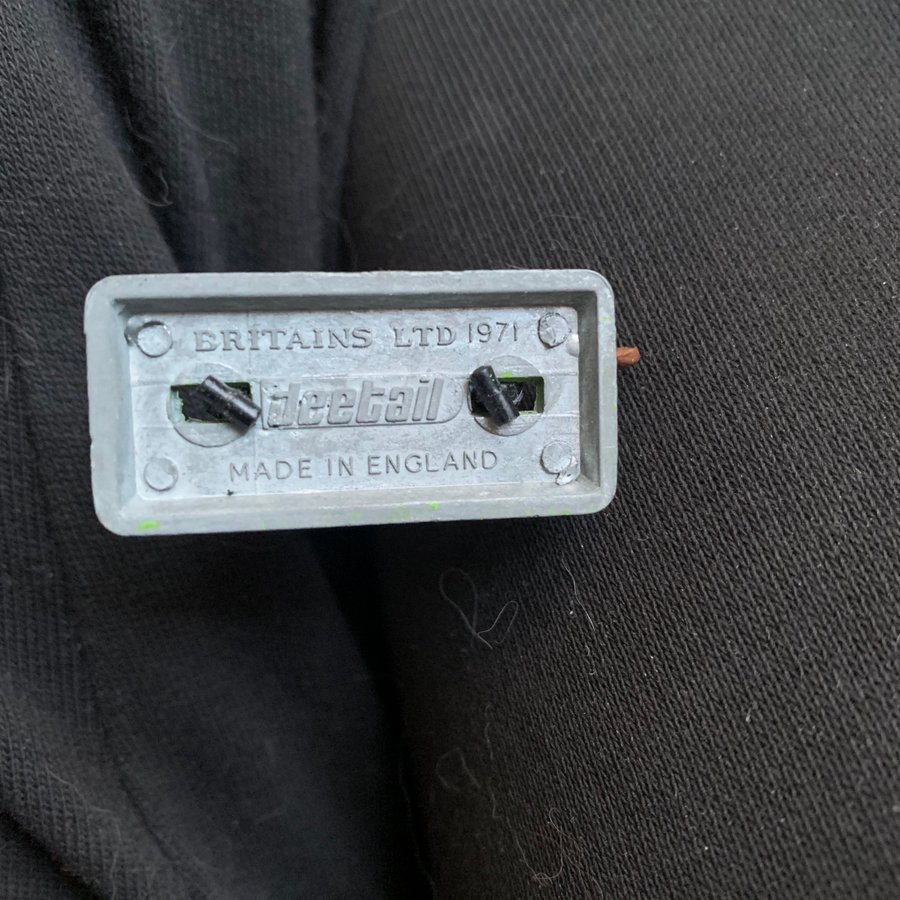 BRITAINS LTD 1971
deetail
MADE IN ENGLAND